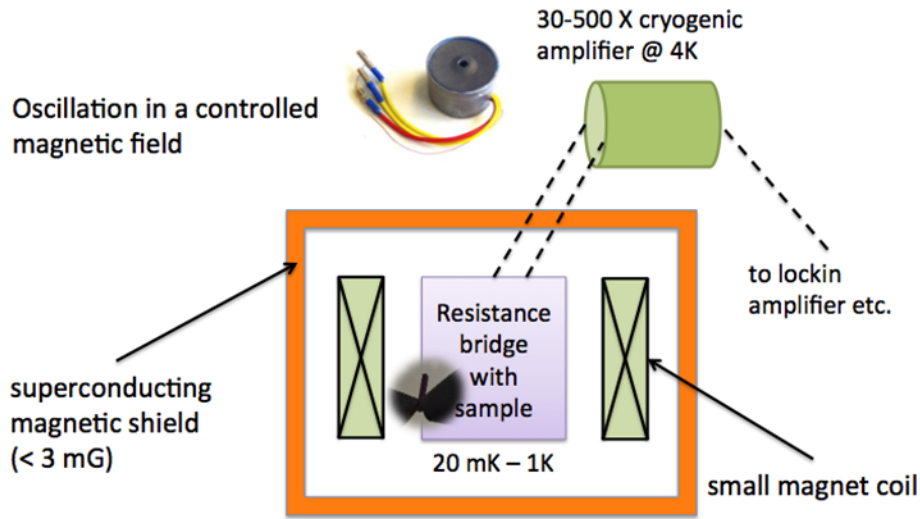 30-500 X cryogenic
amplifier @ 4K
Oscillation in a controlled
magnetic field
to lockin
amplifier etc.
Resistance
bridge
with
sample
20 mK – 1K
superconducting
magnetic shield
(< 3 mG)
small magnet coil